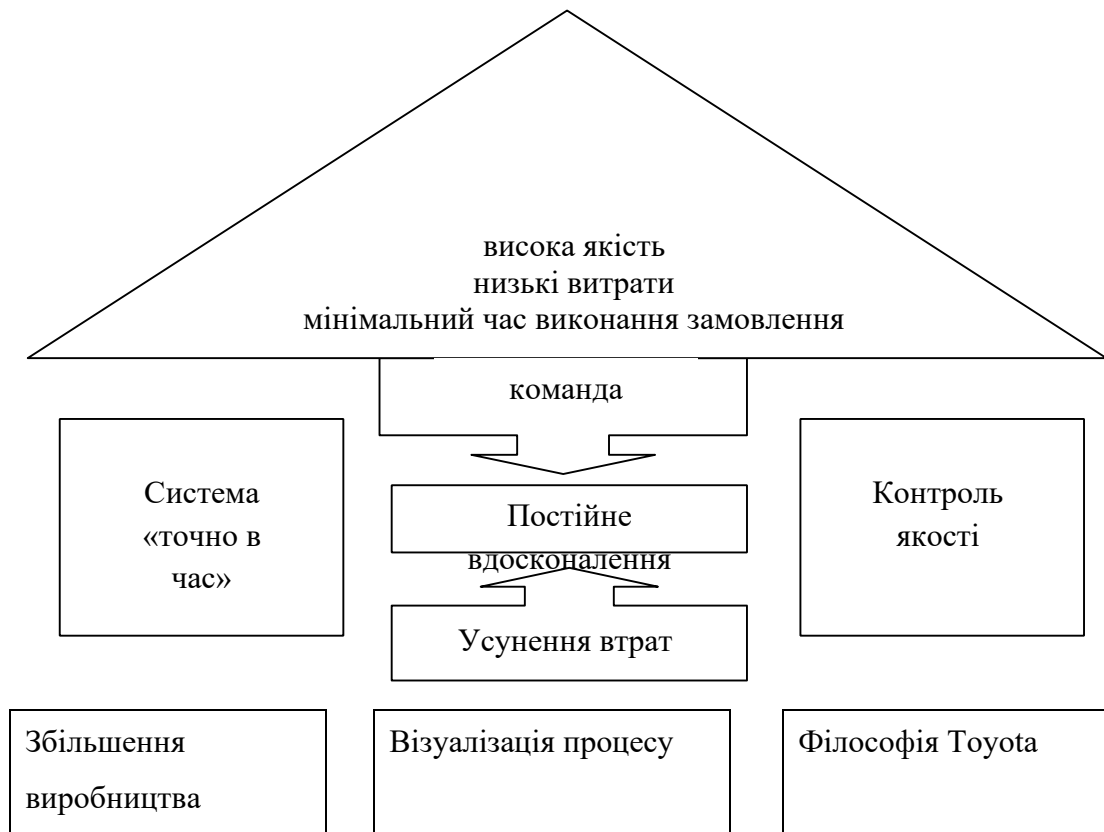 висока якість
низькі витрати
мінімальний час виконання замовлення
команда
Система
«точно в
час»
Постійне
вдосконалення
Усунення втрат
Контроль
якості
Збільшення
виробництва
Візуалізація процесу
Філософія Toyota